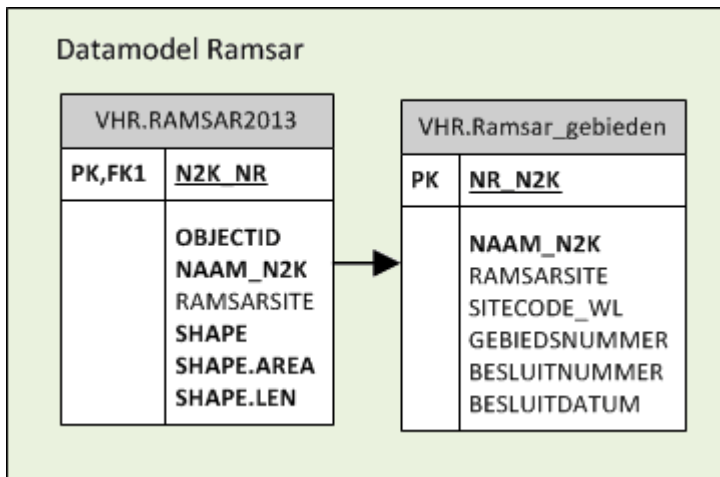 Datamodel Ramsar
VHR.RAMSAR2013
PK,FK1 N2K_NR
OBJECTID
NAAM_N2K
RAMSARSITE
SHAPE
SHAPE.AREA
SHAPE.LEN
VHR.Ramsar_gebieden
PK NR_N2K
NAAM_N2K
RAMSARSITE
SITECODE_WL
GEBIEDSNUMMER
BESLUITNUMMER
BESLUITDATUM